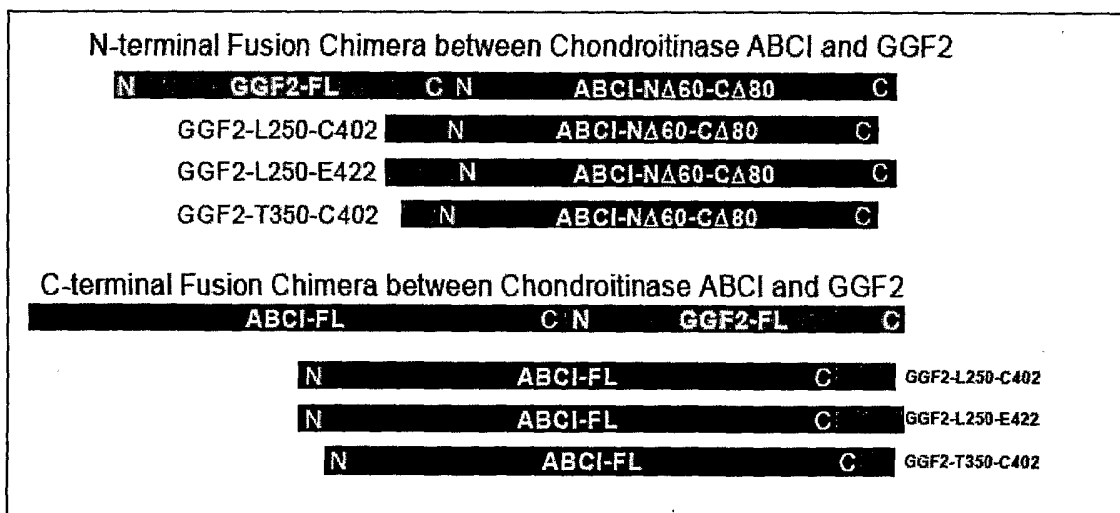 N-terminal Fusion Chimera between Chondroitinase ABCI and GGF2
N GGF2-FL C N ABCI-NΔ60-CΔ80 C
GGF2-L250-C402 N ABCI-NΔ60-CΔ80 C
GGF2-L250-E422 N ABCI-NΔ60-CΔ80 C
GGF2-T350-C402 N ABCI-NΔ60-CΔ80 C
C-terminal Fusion Chimera between Chondroitinase ABCI and GGF2
ABCI-FL C N GGF2-FL C
N ABCI-FL C GGF2-L250-C402
N ABCI-FL C GGF2-L250-E422
N ABCI-FL C GGF2-T350-C402